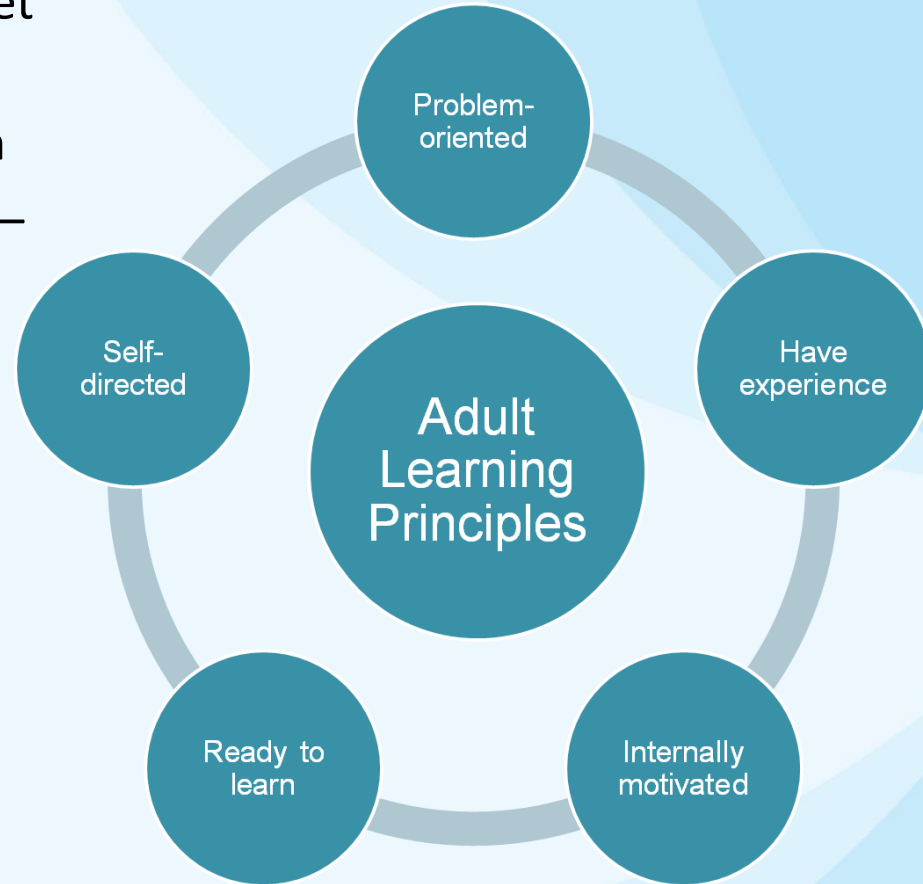 Problem-
oriented
Have
experience
Internally
motivated
Ready to
learn
Self-
directed
Adult
Learning
Principles